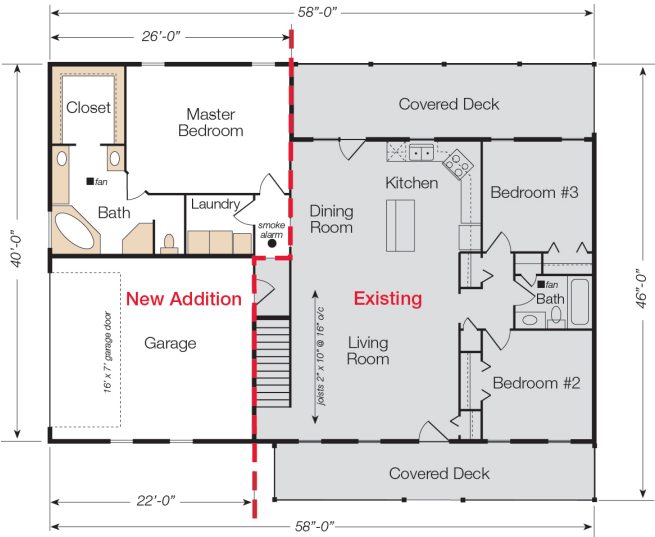 58"-0"
26'-0"
Closet
Master
Bedroom
Covered Deck
fan
Kitchen
Bedroom #3
Laundry
Dining
Room
Bath
smoke
alarm
40'-0"
46"-0"
fan
Bath
New Addition
Existing
16' x 7' garage door
Garage
joists 2" x 10" @ 16" o/c
Living
Room
Bedroom #2
Covered Deck
22'-0"
58"-0"